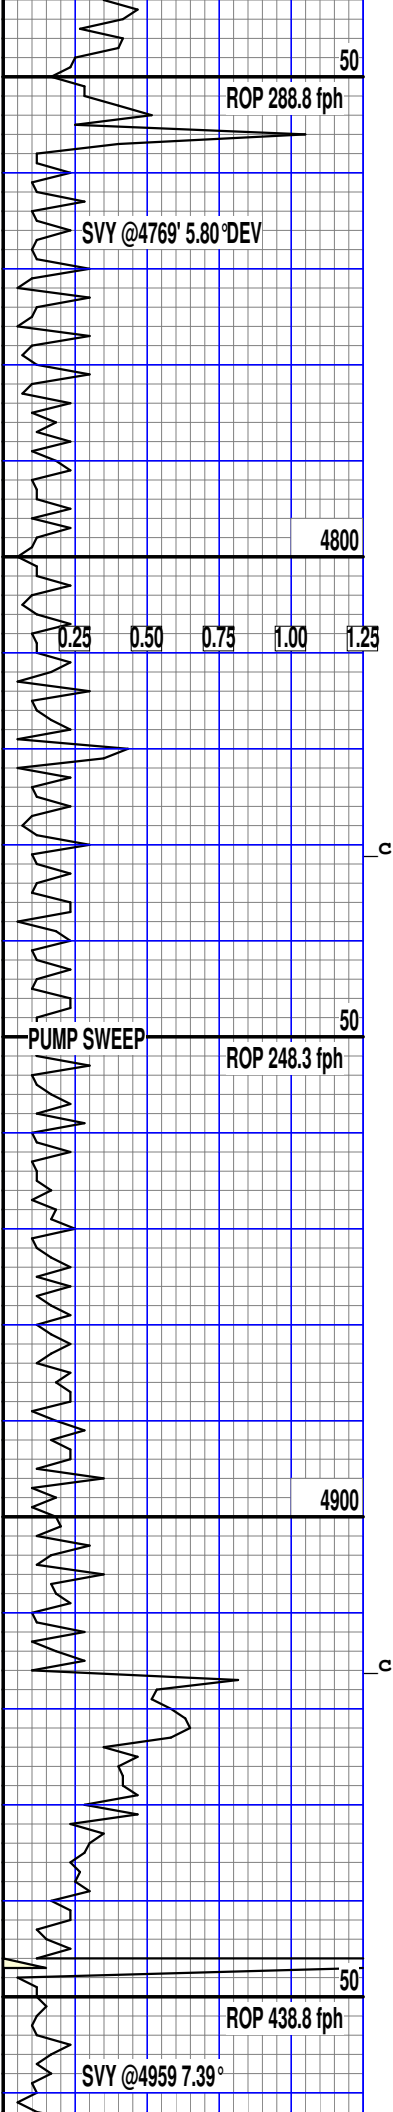 50
ROP 288.8 fph
SVY @4769' 5.80°DEV
4800
0.25 0.50 0.75 1.00 1.25
C
50
PUMP SWEEP
ROP 248.3 fph
4900
C
50
ROP 438.8 fph
SVY @4959 7.39°